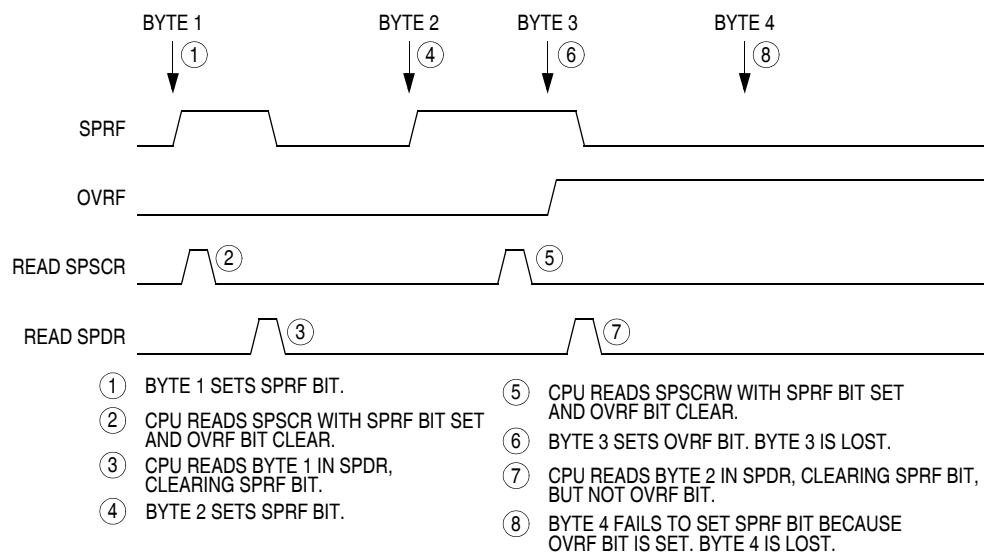 BYTE 1
BYTE 2
BYTE 3
BYTE 4
1
4
6
8
SPRF
OVRF
READ SPSCR
2
5
READ SPDR
3
7
1 BYTE 1 SETS SPRF BIT.
2 CPU READS SPSCR WITH SPRF BIT SET
AND OVRF BIT CLEAR.
3 CPU READS BYTE 1 IN SPDR,
CLEARING SPRF BIT.
4 BYTE 2 SETS SPRF BIT.
5 CPU READS SPSCRW WITH SPRF BIT SET
AND OVRF BIT CLEAR.
6 BYTE 3 SETS OVRF BIT. BYTE 3 IS LOST.
7 CPU READS BYTE 2 IN SPDR, CLEARING SPRF BIT,
BUT NOT OVRF BIT.
8 BYTE 4 FAILS TO SET SPRF BIT BECAUSE
OVRF BIT IS SET. BYTE 4 IS LOST.